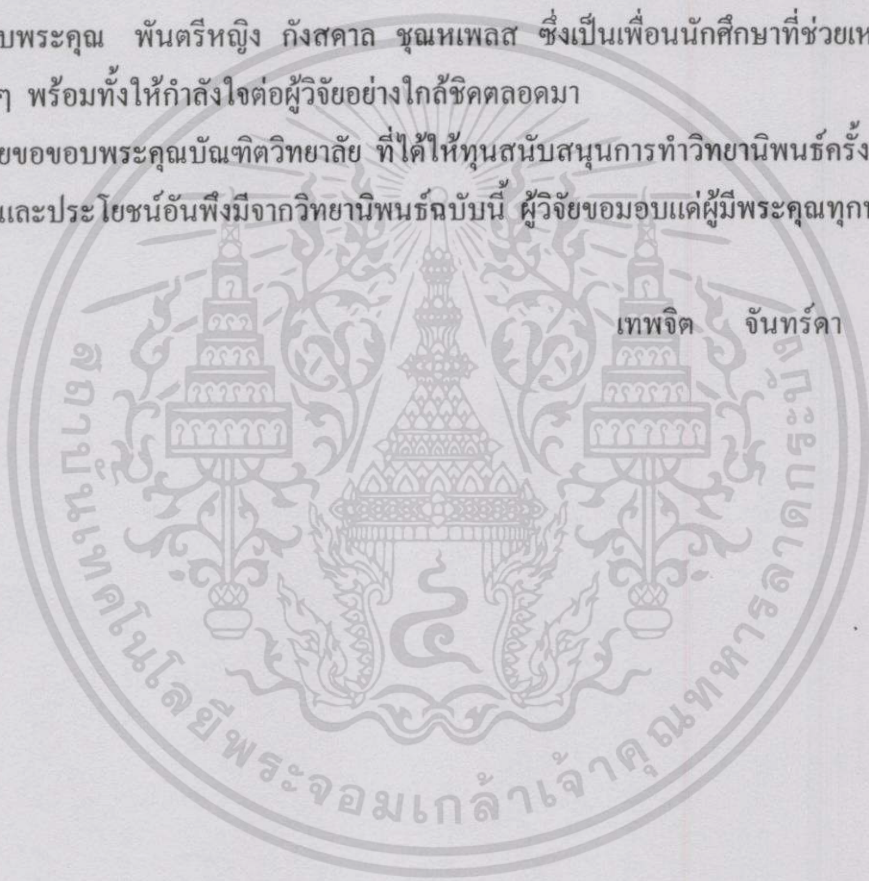 บพระคุณ พันตรีหญิง กังสดาล ชุณหเพลส ซึ่งเป็นเพื่อนนักศึกษาที่ช่วยเห
ๆ พร้อมทั้งให้กำลังใจต่อผู้วิจัยอย่างใกล้ชิดตลอดมา
ยขอขอบพระคุณบัณฑิตวิทยาลัย ที่ได้ให้ทุนสนับสนุนการทำวิทยานิพนธ์ครั้ง
และประโยชน์อันพึงมีจากวิทยานิพนธ์ฉบับนี้ ผู้วิจัยขอมอบแด่ผู้มีพระคุณทุกท
เทพจิต จันทร์ดา
สถาบันเทคโนโลยีพระจอมเกล้าเจ้าคุณทหารลาดกระบัง
๔